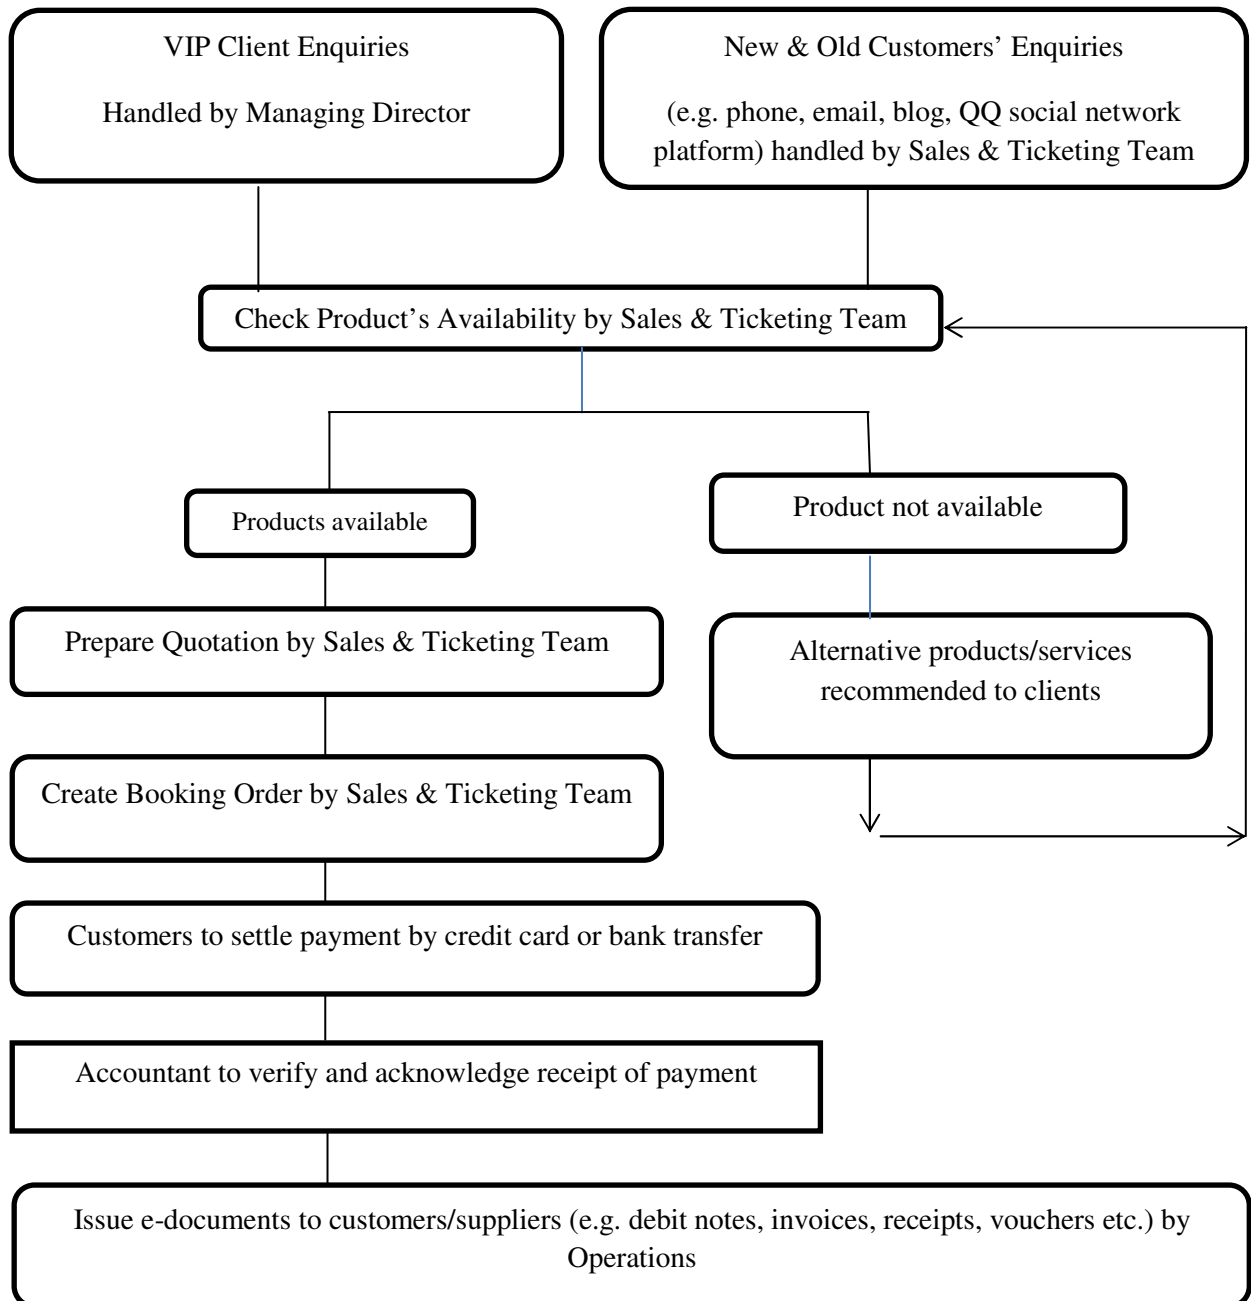 VIP Client Enquiries
Handled by Managing Director
New & Old Customers’ Enquiries
(e.g. phone, email, blog, QQ social network
platform) handled by Sales & Ticketing Team
Check Product’s Availability by Sales & Ticketing Team
Products available
Product not available
Prepare Quotation by Sales & Ticketing Team
Alternative products/services
recommended to clients
Create Booking Order by Sales & Ticketing Team
Customers to settle payment by credit card or bank transfer
Accountant to verify and acknowledge receipt of payment
Issue e-documents to customers/suppliers (e.g. debit notes, invoices, receipts, vouchers etc.) by
Operations